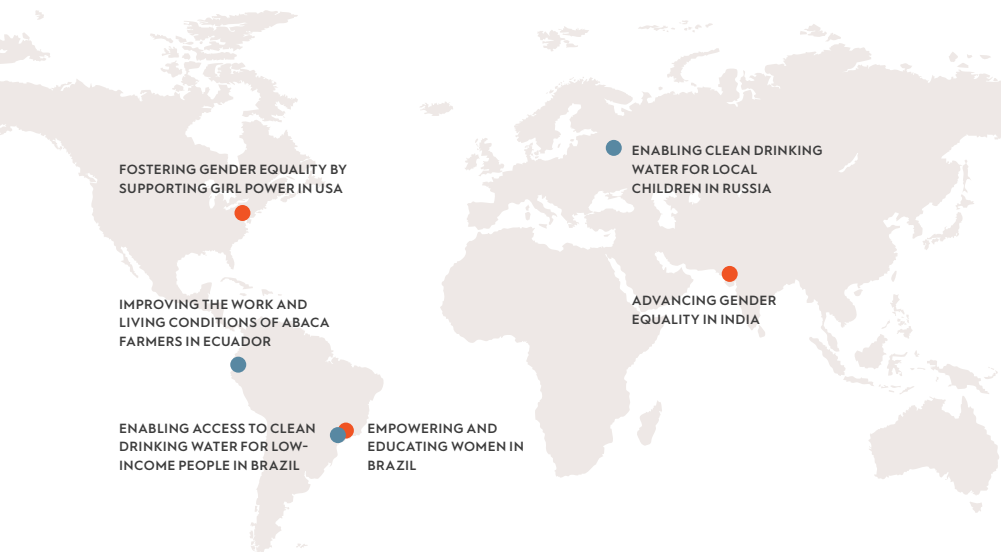 FOSTERING GENDER EQUALITY BY
SUPPORTING GIRL POWER IN USA
ENABLING CLEAN DRINKING
WATER FOR LOCAL
CHILDREN IN RUSSIA
IMPROVING THE WORK AND
LIVING CONDITIONS OF ABACA
FARMERS IN ECUADOR
ADVANCING GENDER
EQUALITY IN INDIA
ENABLING ACCESS TO CLEAN
DRINKING WATER FOR LOW-
INCOME PEOPLE IN BRAZIL
EMPOWERING AND
EDUCATING WOMEN IN
BRAZIL